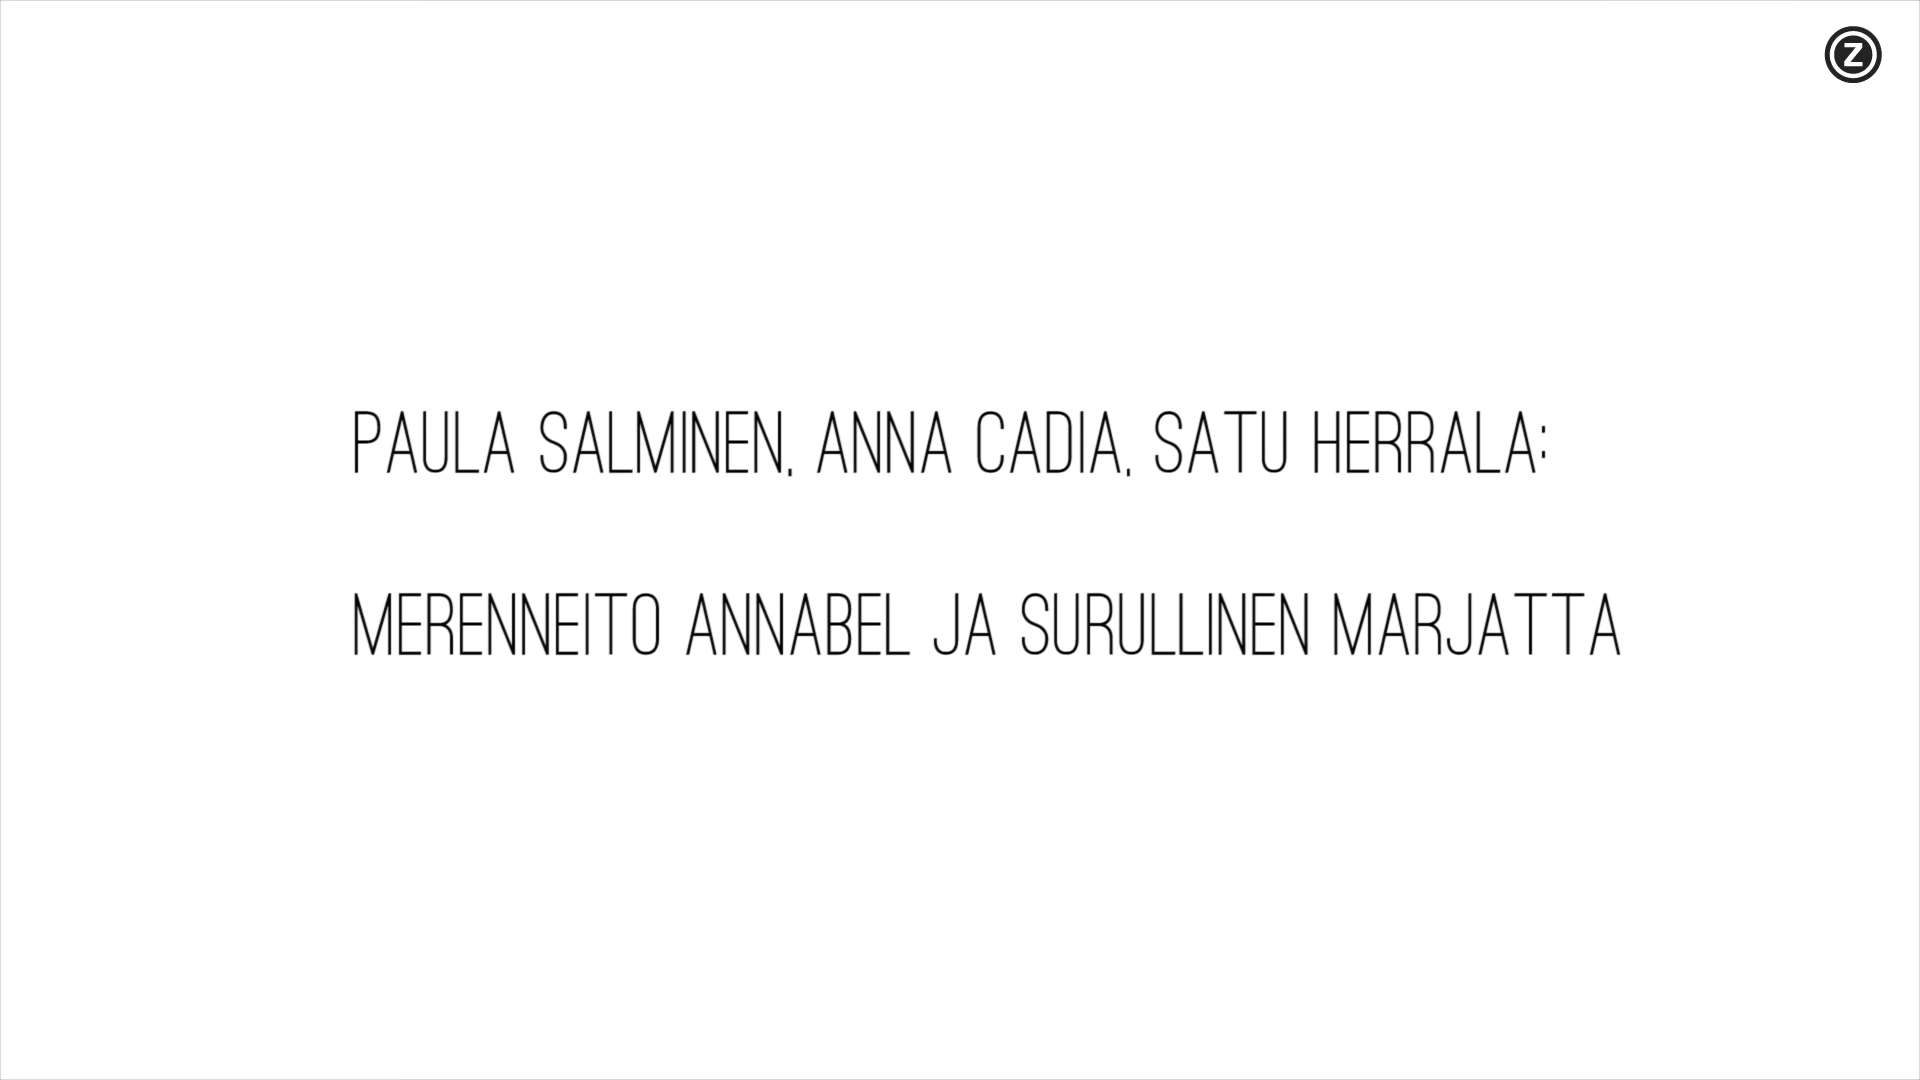 Z
PAULA SALMINEN, ANNA CADIA, SATU HERRALA:
MERENNEITO ANNABEL JA SURULLINEN MARJATTA